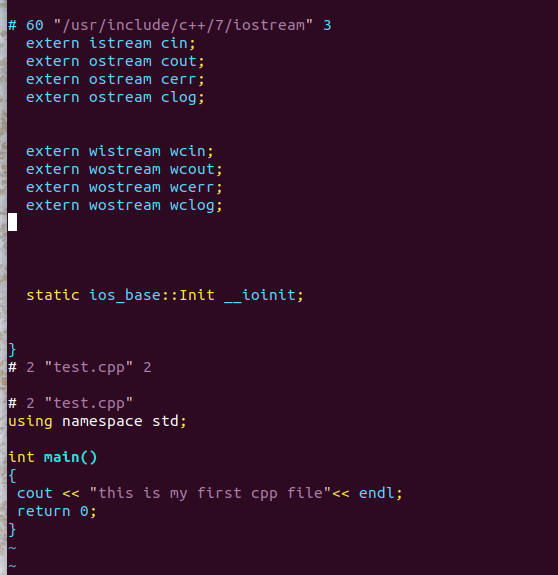 # 60 "/usr/include/c++/7/iostream" 3
  extern istream cin;
  extern ostream cout;
  extern ostream cerr;
  extern ostream clog;
  extern wistream wcin;
  extern wostream wcout;
  extern wostream wcerr;
  extern wostream wclog;
  static ios_base::Init __ioinit;
}
# 2 "test.cpp" 2
# 2 "test.cpp"
using namespace std;
int main()
{
 cout << "this is my first cpp file"<< endl;
 return 0;
}
~
~